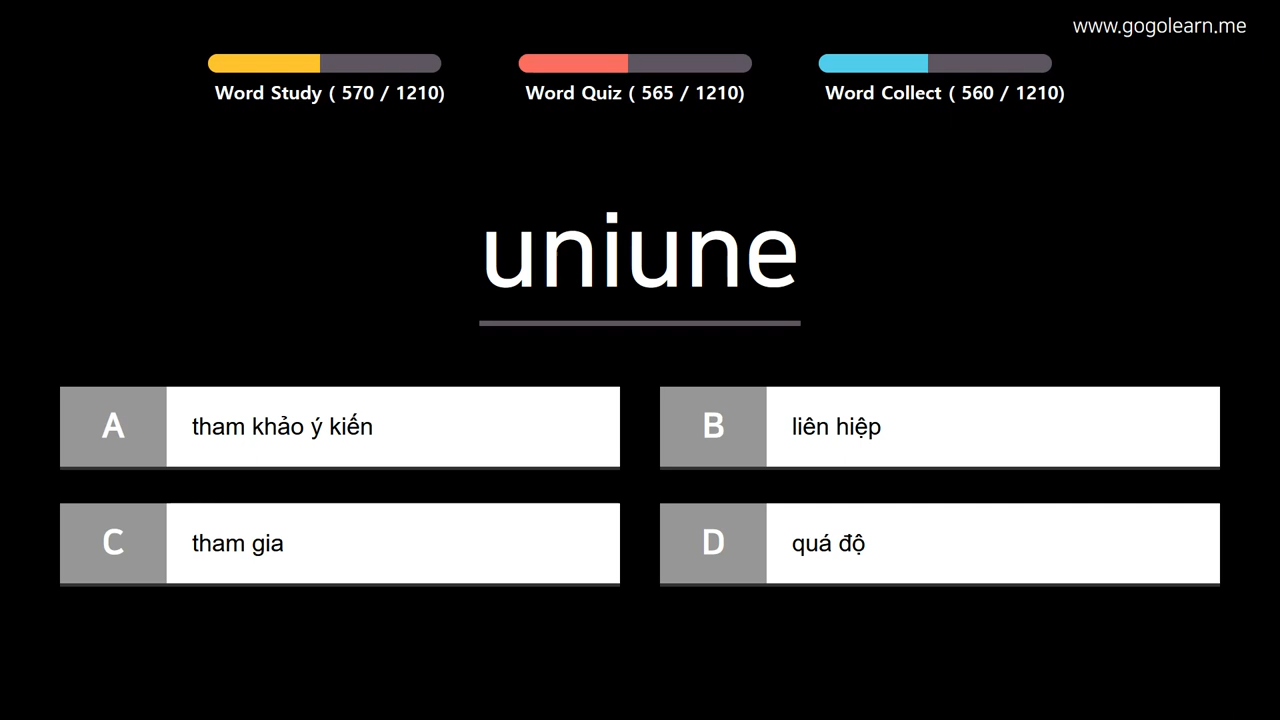 www.gogolearn.me
Word Study ( 570 / 1210)
Word Quiz ( 565 / 1210)
Word Collect ( 560 / 1210)
uniune
A tham khảo ý kiến
B liên hiệp
C tham gia
D quá độ